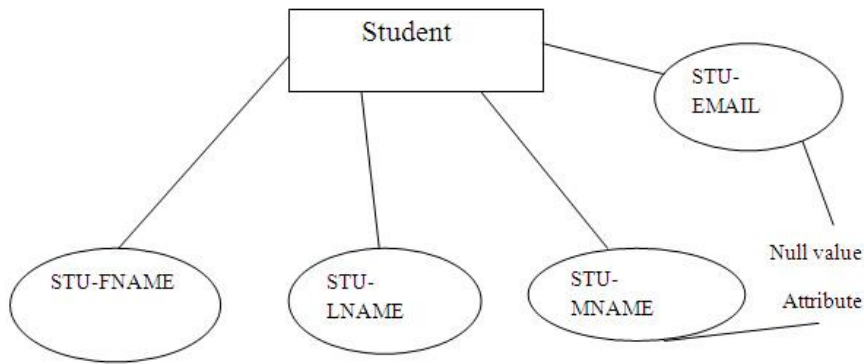 Student
STU-
EMAIL
Null value
STU-FNAME
STU-
LNAME
STU-
MNAME
Attribute